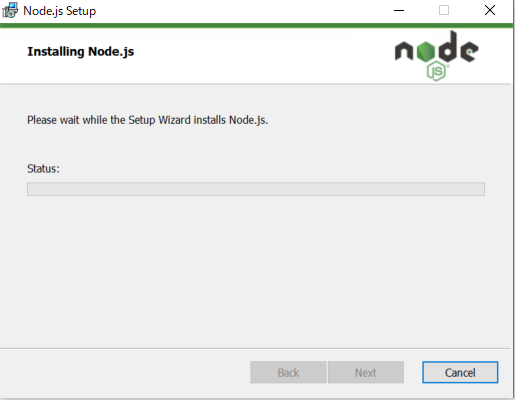 Node.js Setup
Installing Node.js
node
JS
Please wait while the Setup Wizard installs Node.js.
Status:
Back
Next
Cancel